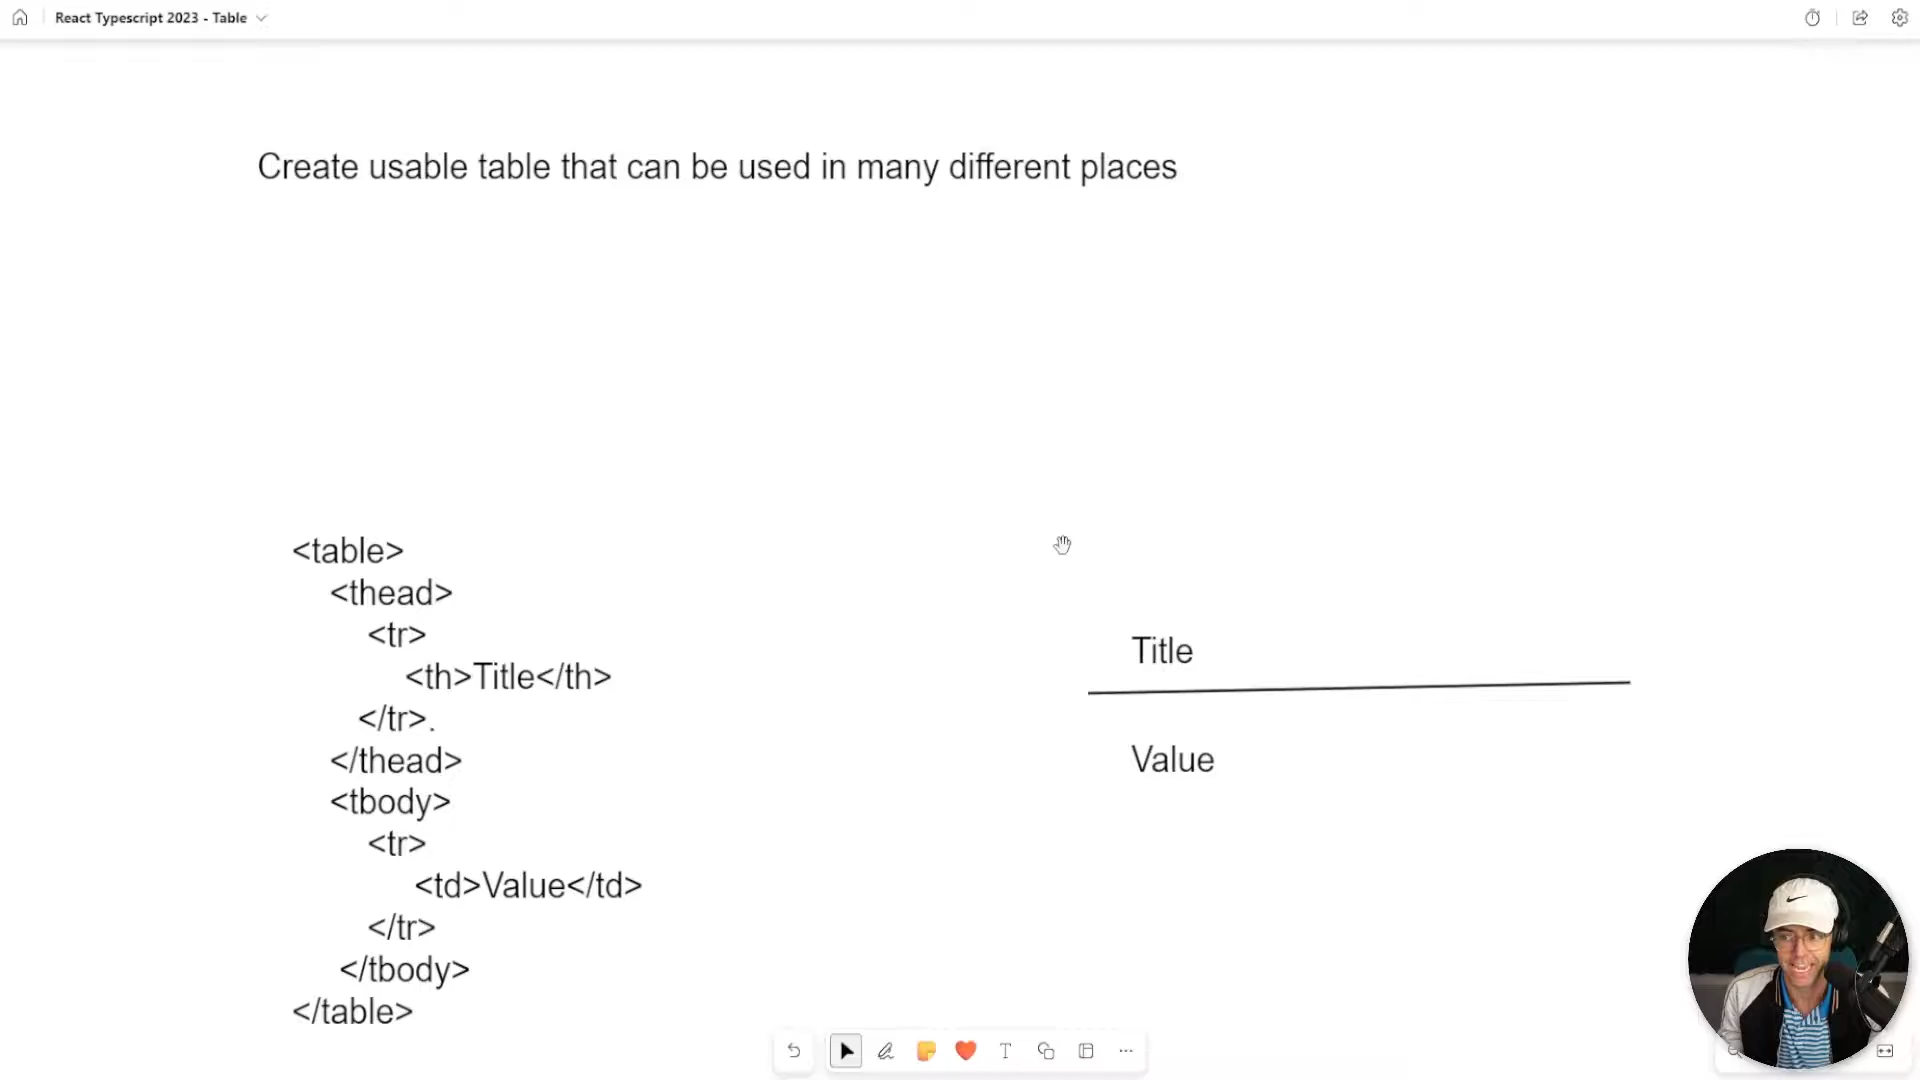 React Typescript 2023 - Table
Create usable table that can be used in many different places
<table>
<thead>
<tr>
<th>Title</th>
</tr>.
</thead>
<tbody>
<tr>
<td>Value</td>
</tr>
</tbody>
</table>
Title
Value
T